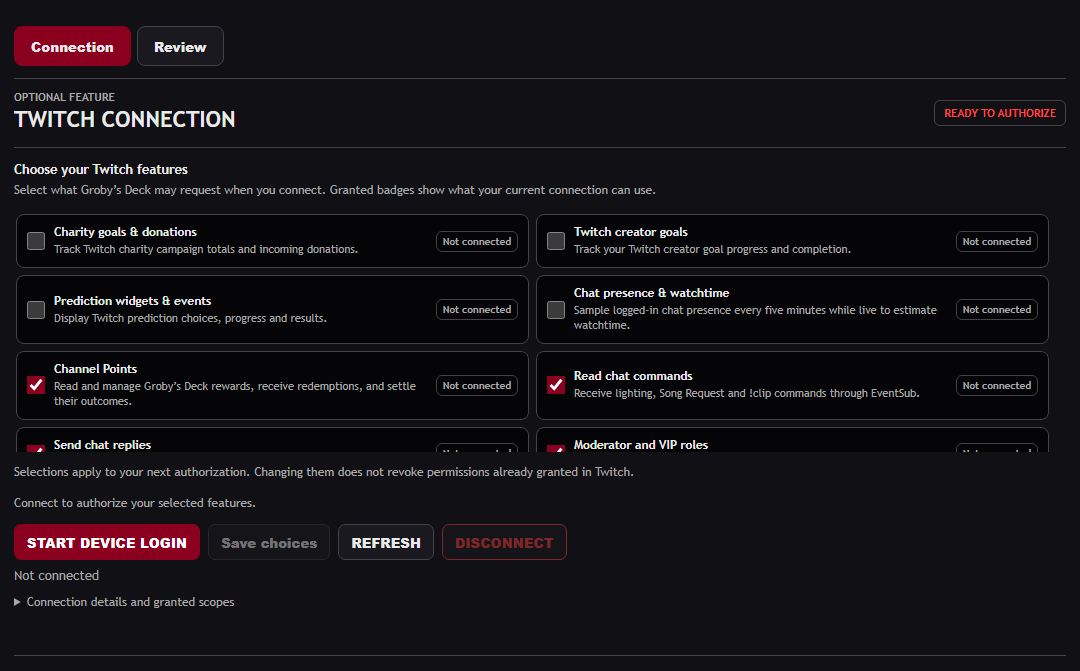 Connection
Review
OPTIONAL FEATURE
TWITCH CONNECTION
READY TO AUTHORIZE
Choose your Twitch features
Select what Groby's Deck may request when you connect. Granted badges show what your current connection can use.
Charity goals & donations
Track Twitch charity campaign totals and incoming donations.
Not connected
Twitch creator goals
Track your Twitch creator goal progress and completion.
Not connected
Prediction widgets & events
Display Twitch prediction choices, progress and results.
Not connected
Chat presence & watchtime
Sample logged-in chat presence every five minutes while live to estimate
watchtime.
Not connected
Channel Points
Read and manage Groby's Deck rewards, receive redemptions, and settle
their outcomes.
Not connected
Read chat commands
Receive lighting, Song Request and !clip commands through EventSub.
Not connected
Send chat replies
Moderator and VIP roles
Selections apply to your next authorization. Changing them does not revoke permissions already granted in Twitch.
Connect to authorize your selected features.
START DEVICE LOGIN
Save choices
REFRESH
DISCONNECT
Not connected
Connection details and granted scopes